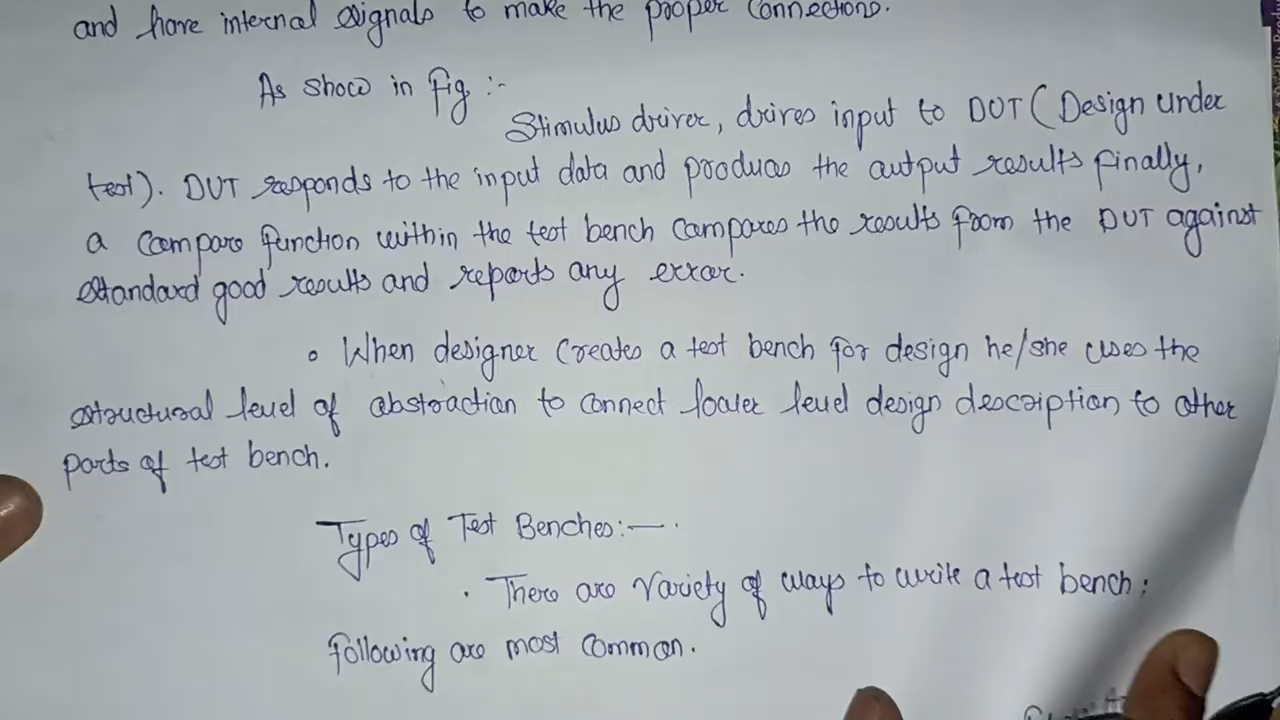 and have internal signals to make the proper connections.
As show in fig :-
Stimulus driver, drives input to DUT (Design under
test). DUT responds to the input data and produces the output results finally,
a compare function within the test bench compares the results from the DUT against
standard good results and reports any error.
• When designer creates a test bench for design he/she uses the
structural level of abstraction to connect lower level design description to other
parts of test bench.
Types of Test Benches:—.
. There are variety of ways to write a test bench;
following are most common.